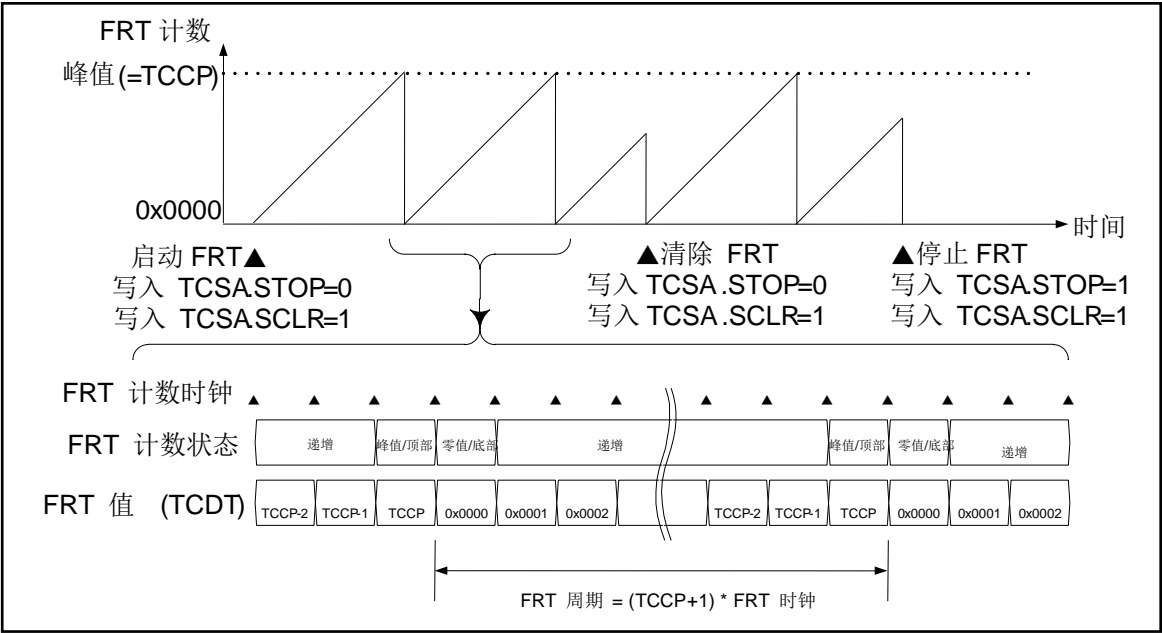 FRT 计数
峰值(=TCCP)
0x0000
时间
启动 FRT▲
写入 TCSA.STOP=0
写入 TCSA.SCLR=1
▲清除 FRT
写入 TCSA.STOP=0
写入 TCSA.SCLR=1
▲停止 FRT
写入 TCSA.STOP=1
写入 TCSA.SCLR=1
FRT 计数时钟
FRT 计数状态
递增 峰值/顶部 零值/底部 递增 峰值/顶部 零值/底部 递增
FRT 值 (TCDT)
TCCP-2 TCCP-1 TCCP 0x0000 0x0001 0x0002 TCCP-2 TCCP-1 TCCP 0x0000 0x0001 0x0002
FRT 周期 = (TCCP+1) * FRT 时钟